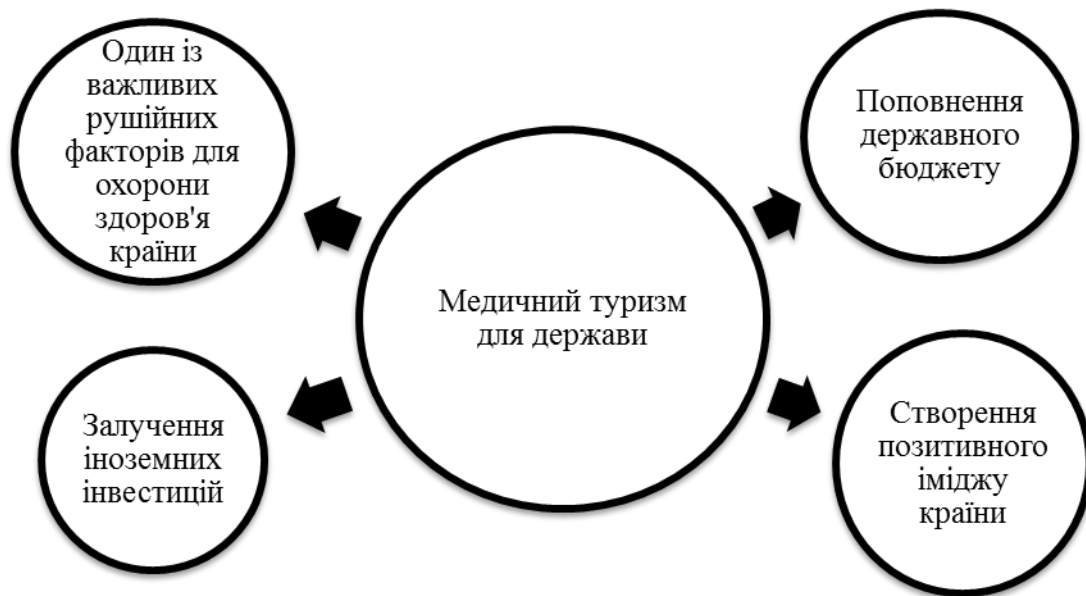 Один із
важливих
рушійних
факторів для
охорони
здоров'я
країни
Поповнення
державного
бюджету
Медичний туризм
для держави
Залучення
іноземних
інвестицій
Створення
позитивного
іміджу
країни